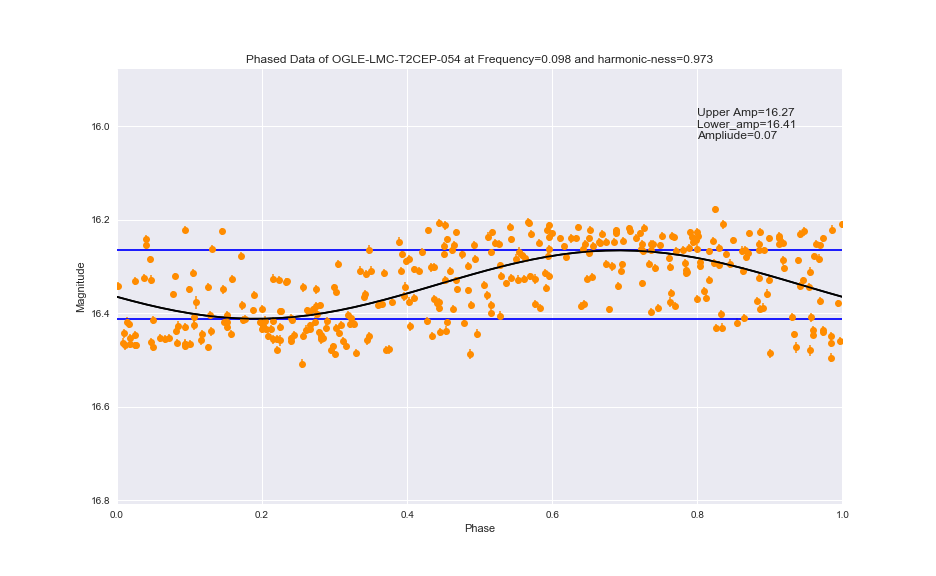 Phased Data of OGLE-LMC-T2CEP-054 at Frequency=0.098 and harmonic-ness=0.973
Upper Amp=16.27
Lower_amp=16.41
Ampliude=0.07
16.0
16.2
16.4
16.6
16.8
Magnitude
0.0 0.2 0.4 0.6 0.8 1.0
Phase